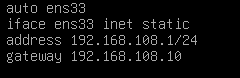 auto ens33
iface ens33 inet static
address 192.168.108.1/24
gateway 192.168.108.10